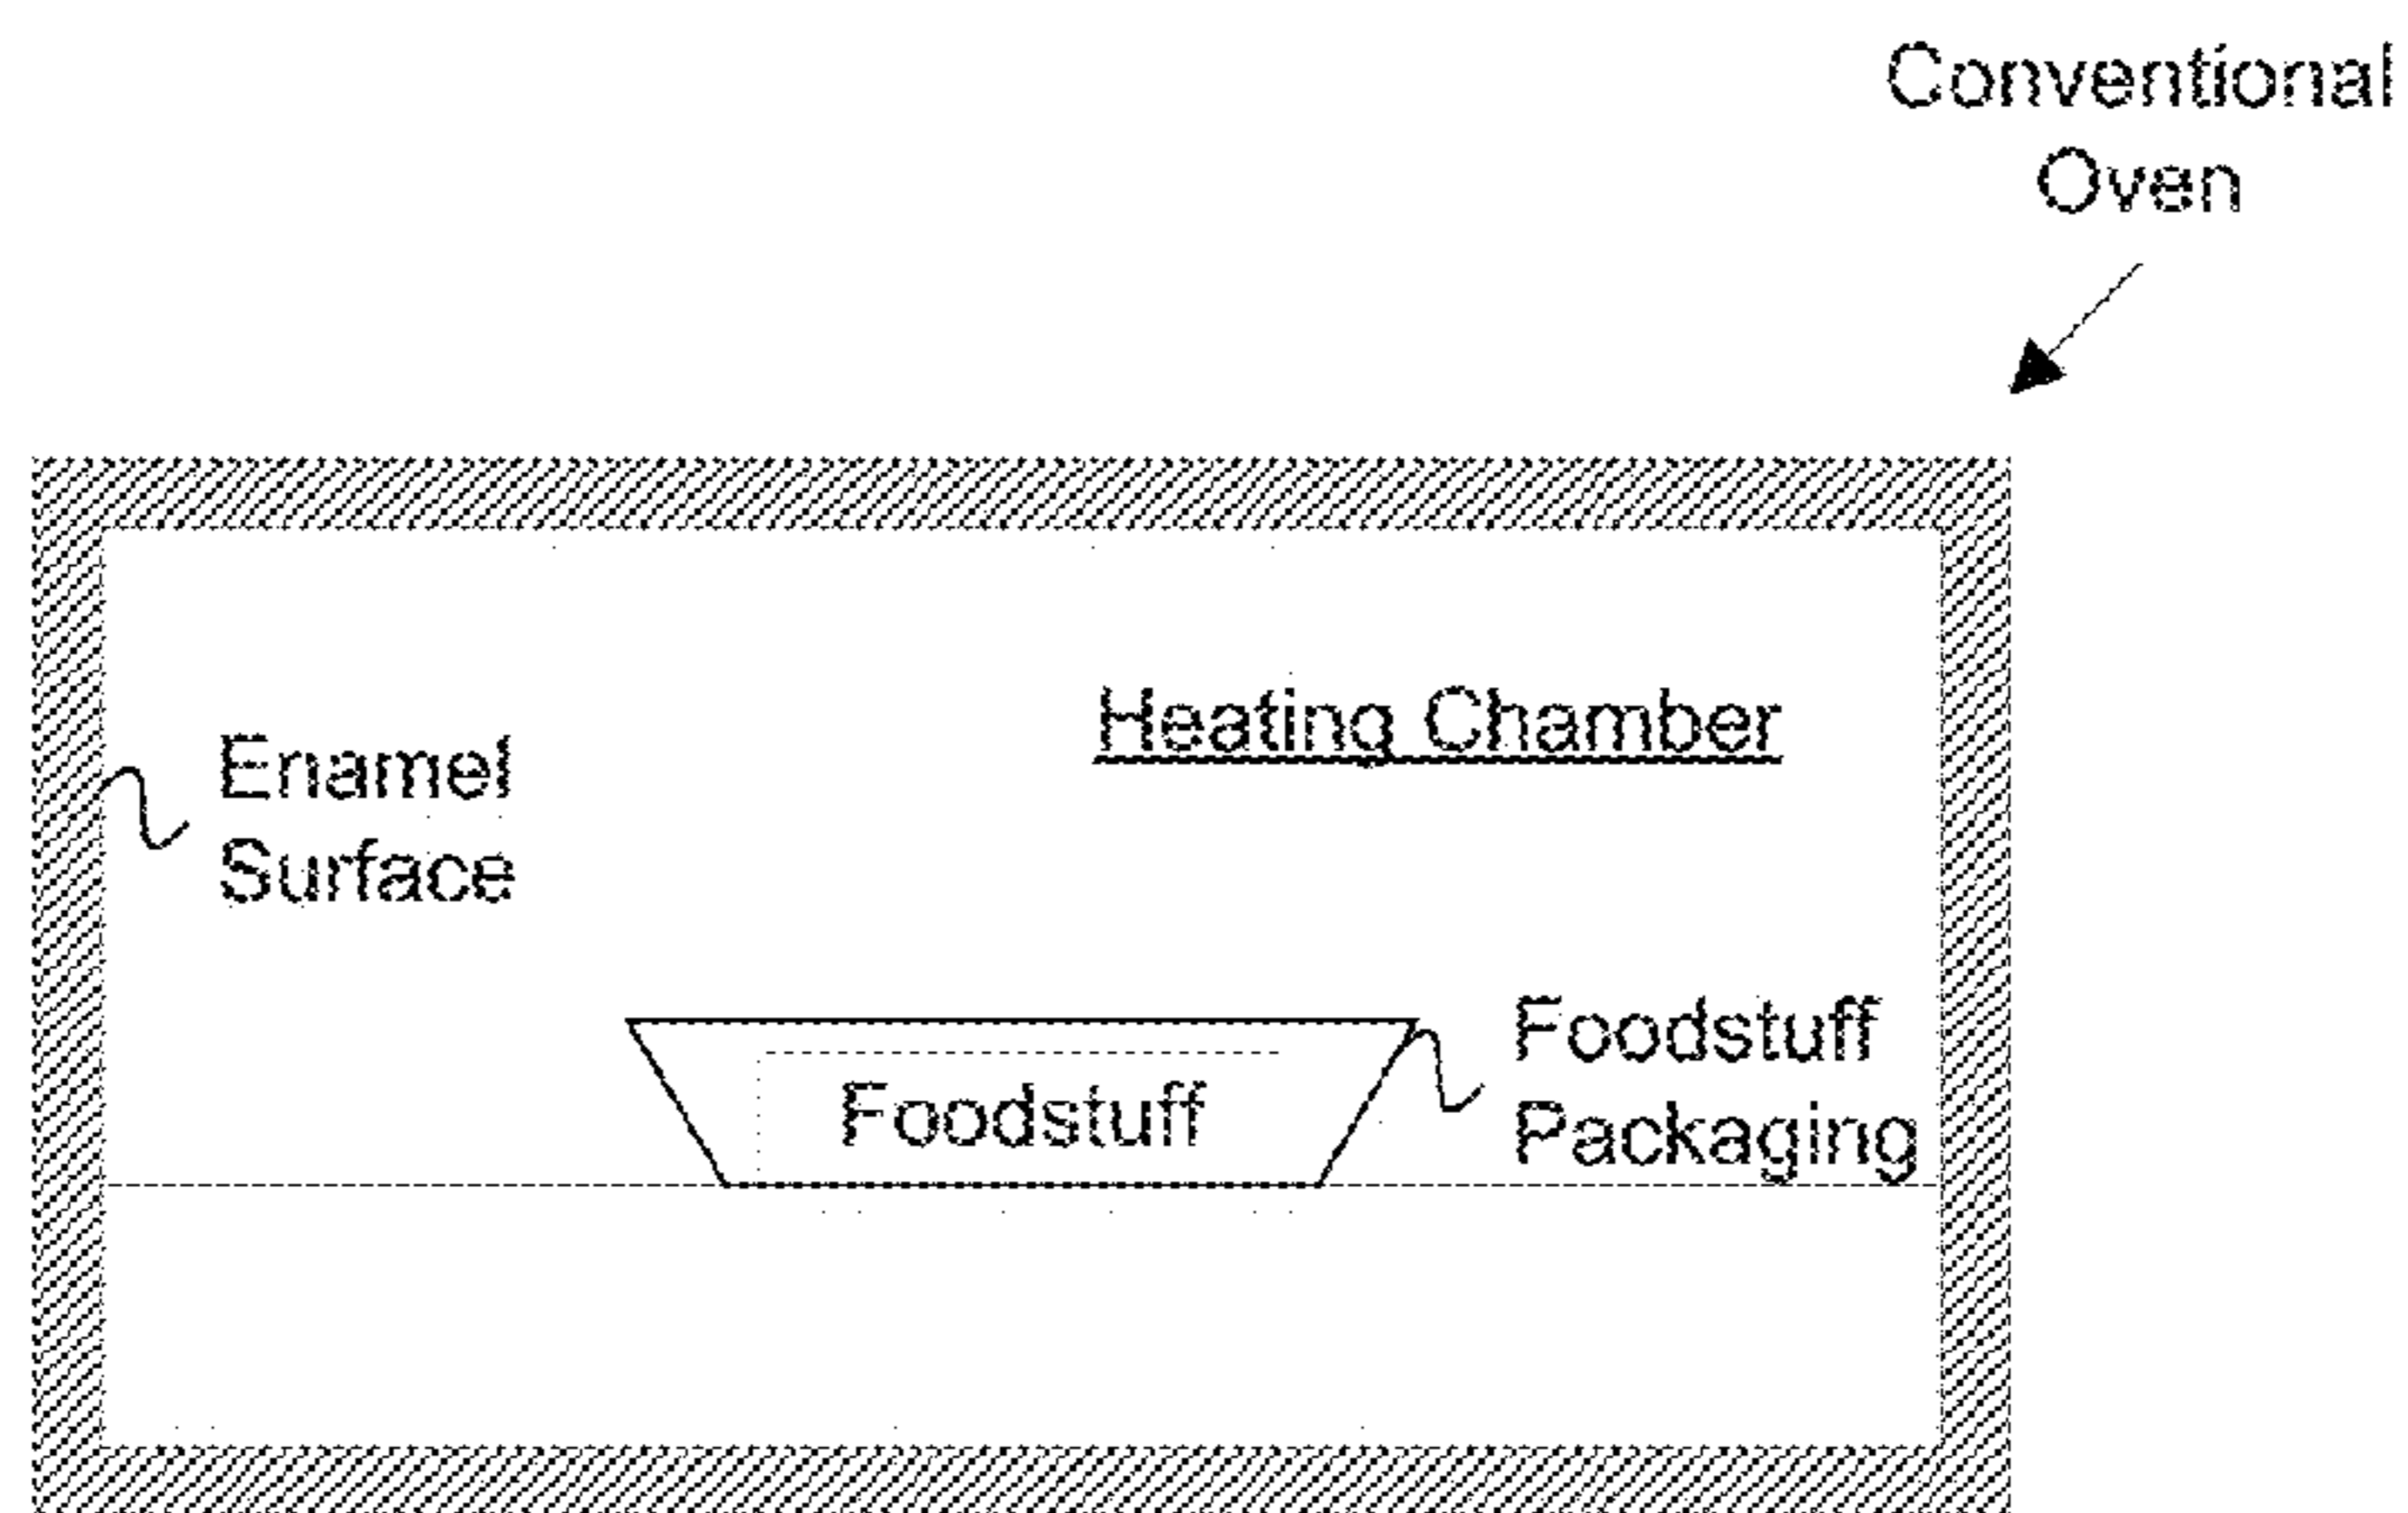 Conventional
Oven
Heating Chamber
Enamel
Surface
Foodstuff
Packaging
Foodstuff